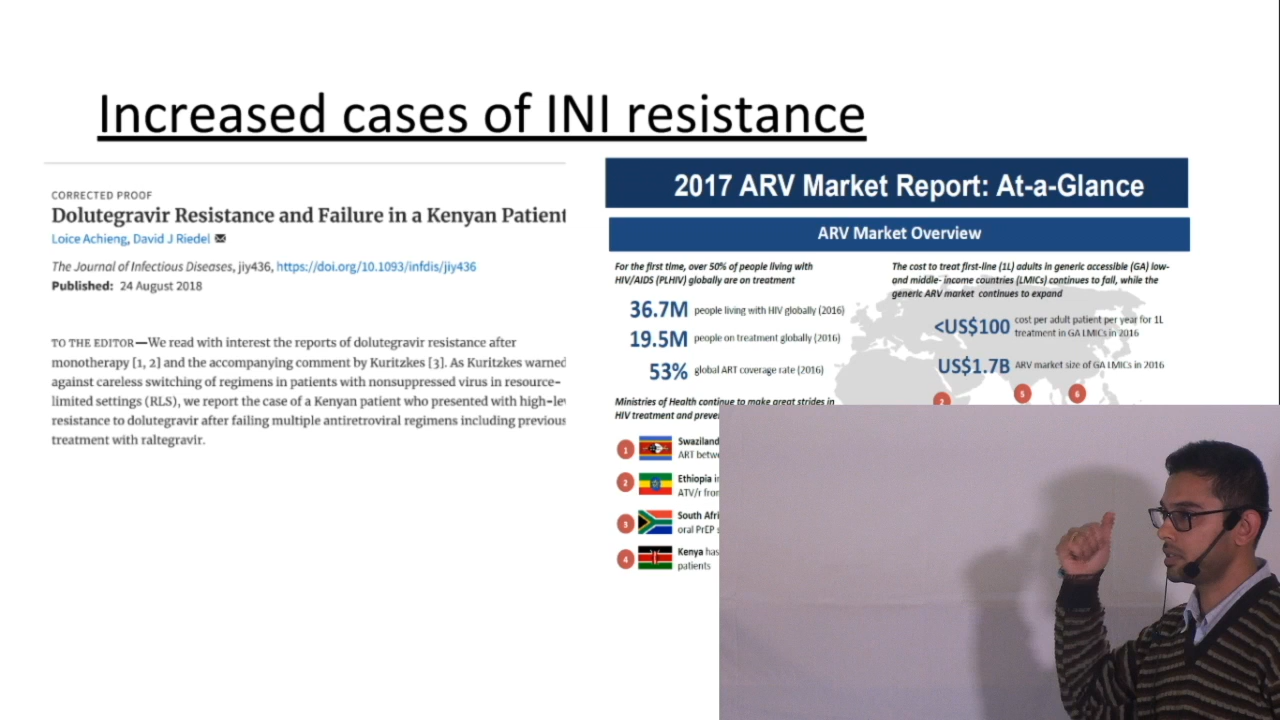 Increased cases of INI resistance
CORRECTED PROOF
Dolutegravir Resistance and Failure in a Kenyan Patient
Loice Achieng, David J Riedel
The Journal of Infectious Diseases, jiy436, https://doi.org/10.1093/infdis/jiy436
Published: 24 August 2018
TO THE EDITOR—We read with interest the reports of dolutegravir resistance after
monotherapy [1, 2] and the accompanying comment by Kuritzkes [3]. As Kuritzkes warned
against careless switching of regimens in patients with nonsuppressed virus in resource-
limited settings (RLS), we report the case of a Kenyan patient who presented with high-lev
resistance to dolutegravir after failing multiple antiretroviral regimens including previous
treatment with raltegravir.
2017 ARV Market Report: At-a-Glance
ARV Market Overview
For the first time, over 50% of people living with
HIV/AIDS (PLHIV) globally are on treatment
36.7M people living with HIV globally (2016)
19.5M people on treatment globally (2016)
53% global ART coverage rate (2016)
The cost to treat first-line (1L) adults in generic accessible (GA) low-
and middle- income countries (LMICs) continues to fall, while the
generic ARV market continues to expand
<US$100 cost per adult patient per year for 1L
treatment in GA LMICs in 2016
US$1.7B ARV market size of GA LMICs in 2016
2 5 6
Ministries of Health continue to make great strides in
HIV treatment and preve
1 Swaziland
ART betw
2 Ethiopia i
ATV/r fro
3 South Afri
oral PrEP
4 Kenya has
patients